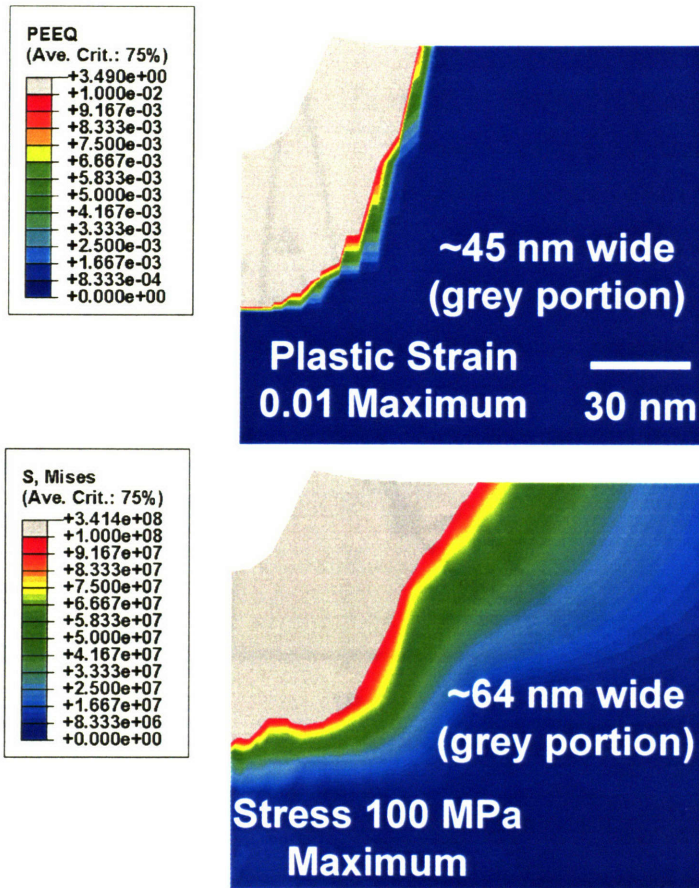 PEEQ
(Ave. Crit.: 75%)
+3.490e+00
+1.000e-02
+9.167e-03
+8.333e-03
+7.500e-03
+6.667e-03
+5.833e-03
+5.000e-03
+4.167e-03
+3.333e-03
+2.500e-03
+1.667e-03
+8.333e-04
+0.000e+00
~45 nm wide
(grey portion)
Plastic Strain
0.01 Maximum
30 nm
S, Mises
(Ave. Crit.: 75%)
+3.414e+08
+1.000e+08
+9.167e+07
+8.333e+07
+7.500e+07
+6.667e+07
+5.833e+07
+5.000e+07
+4.167e+07
+3.333e+07
+2.500e+07
+1.667e+07
+8.333e+06
+0.000e+00
~64 nm wide
(grey portion)
Stress 100 MPa
Maximum